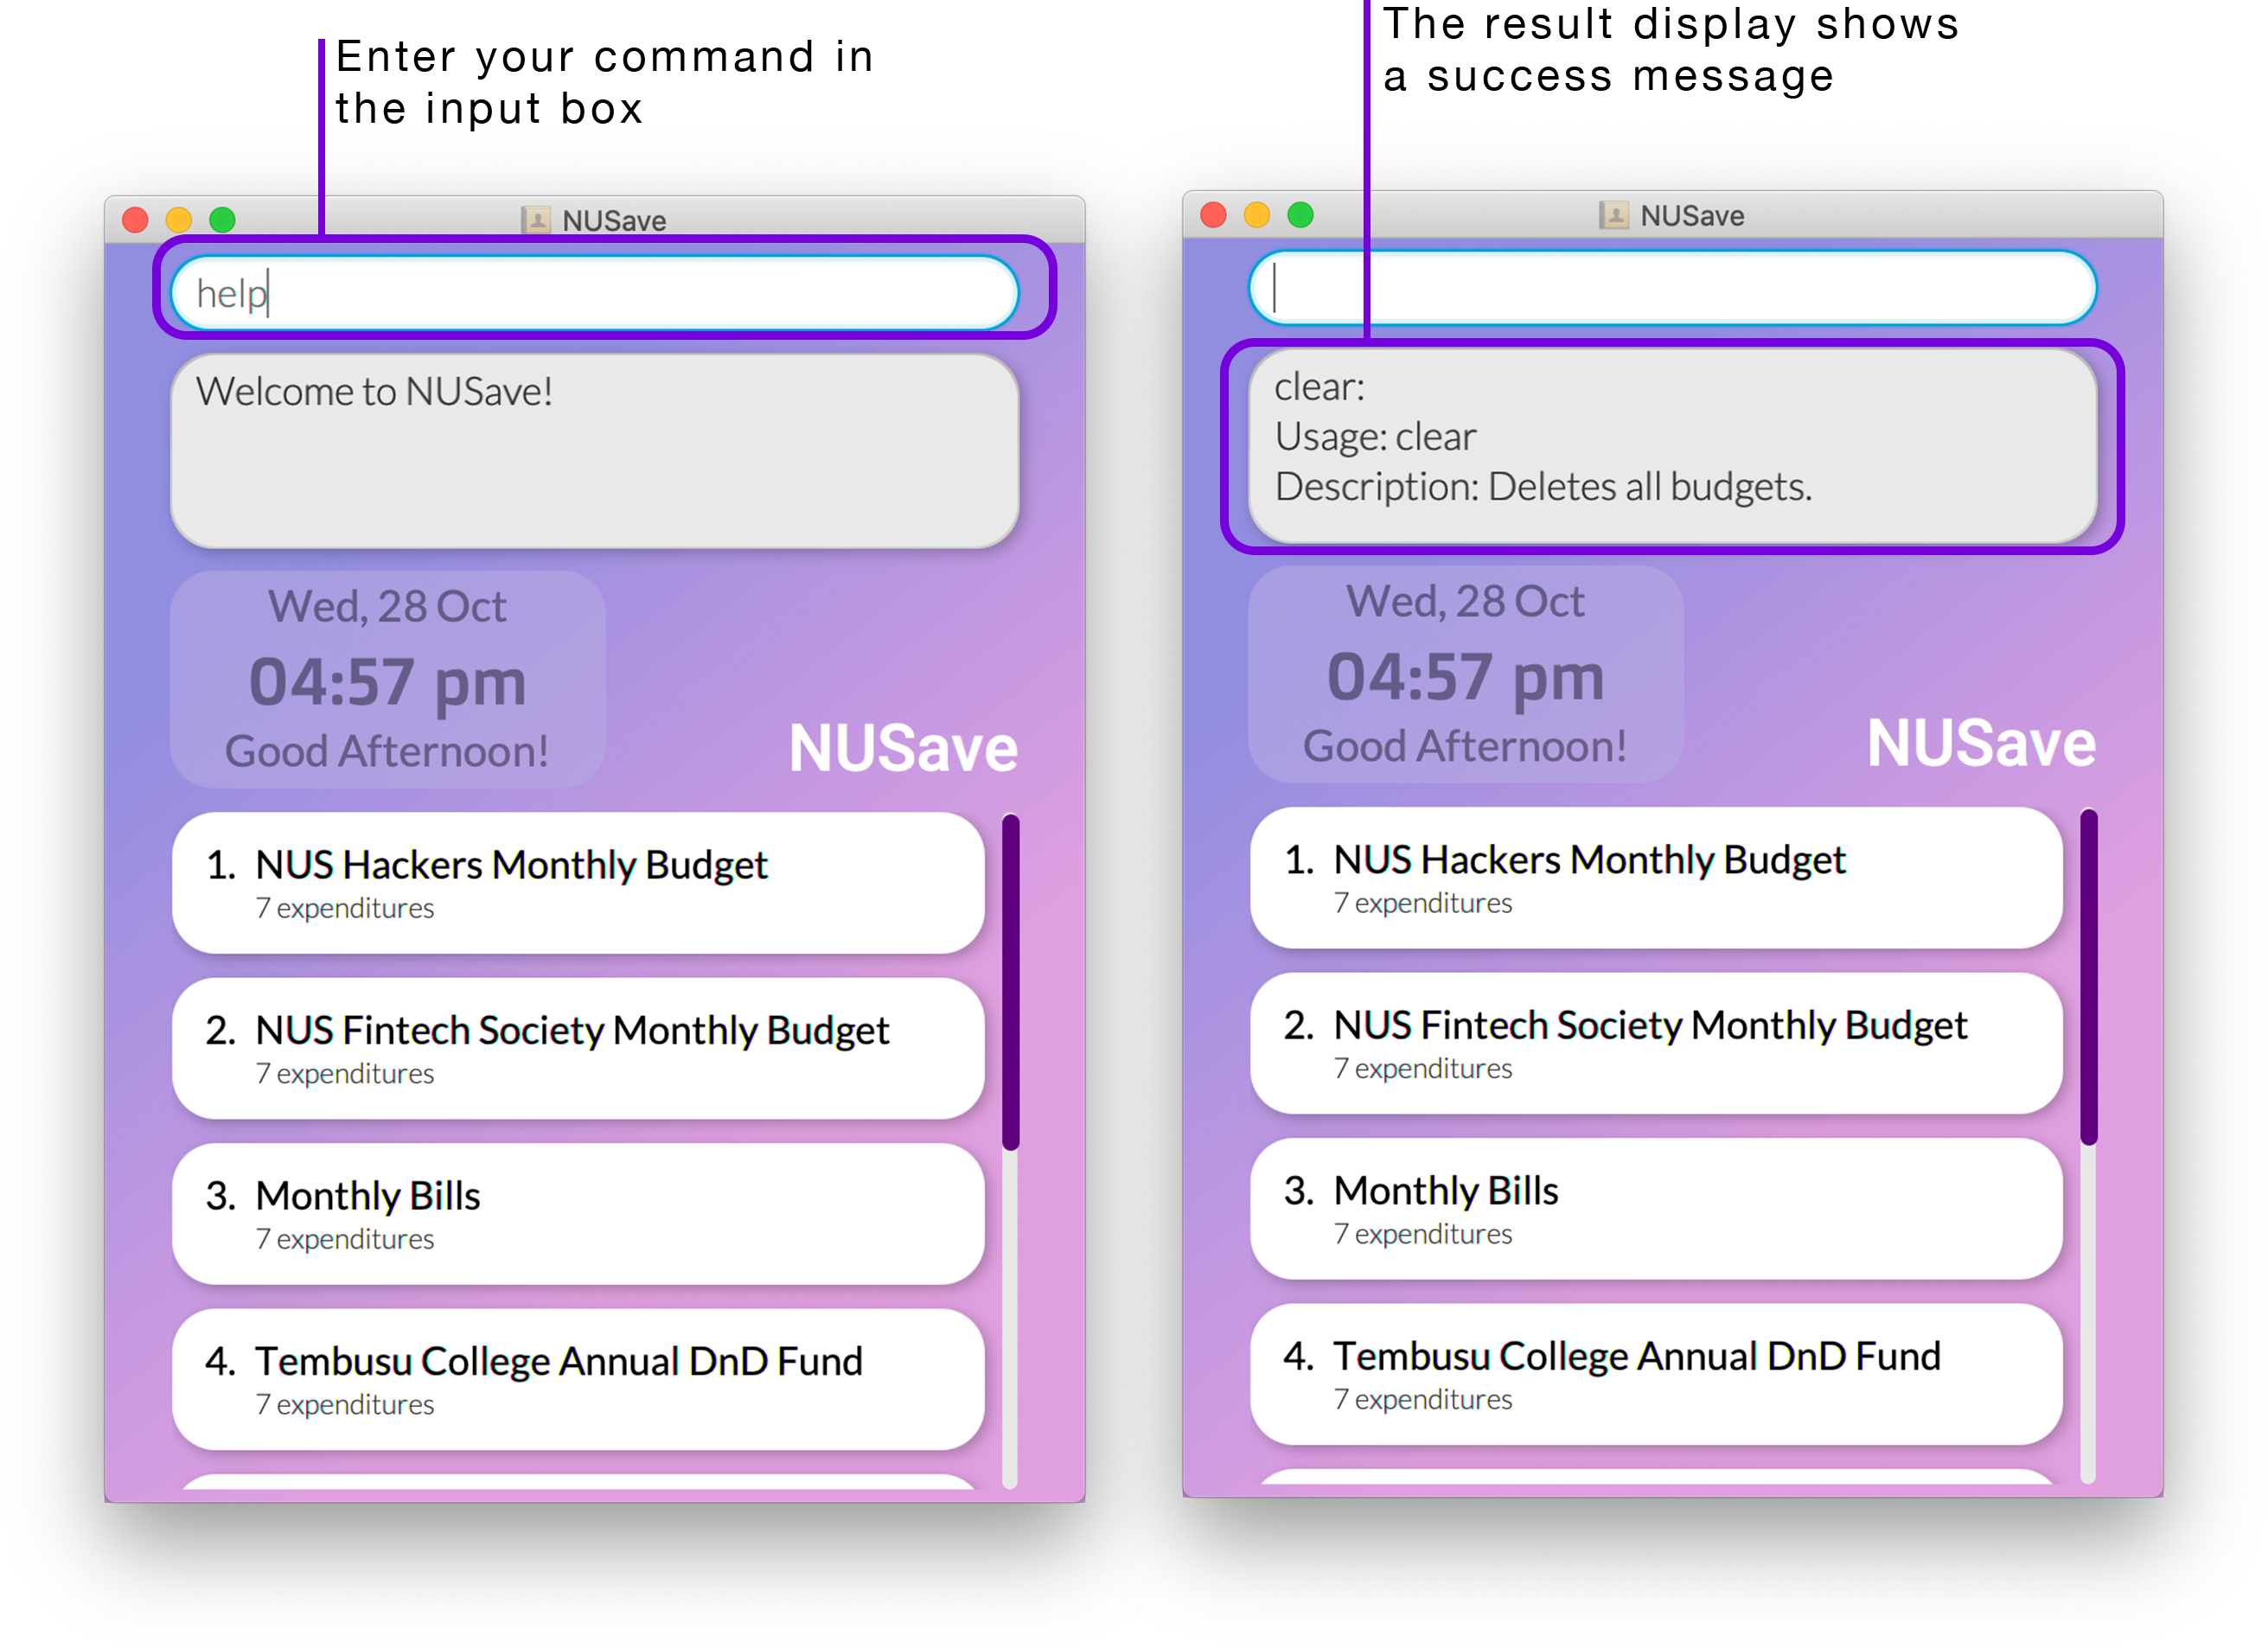 Enter your command in
the input box
NUSave
help
Welcome to NUSave!
Wed, 28 Oct
04:57 pm
Good Afternoon!
NUSave
1. NUS Hackers Monthly Budget
7 expenditures
2. NUS Fintech Society Monthly Budget
7 expenditures
3. Monthly Bills
7 expenditures
4. Tembusu College Annual DnD Fund
7 expenditures
The result display shows
a success message
NUSave
clear:
Usage: clear
Description: Deletes all budgets.
Wed, 28 Oct
04:57 pm
Good Afternoon!
NUSave
1. NUS Hackers Monthly Budget
7 expenditures
2. NUS Fintech Society Monthly Budget
7 expenditures
3. Monthly Bills
7 expenditures
4. Tembusu College Annual DnD Fund
7 expenditures